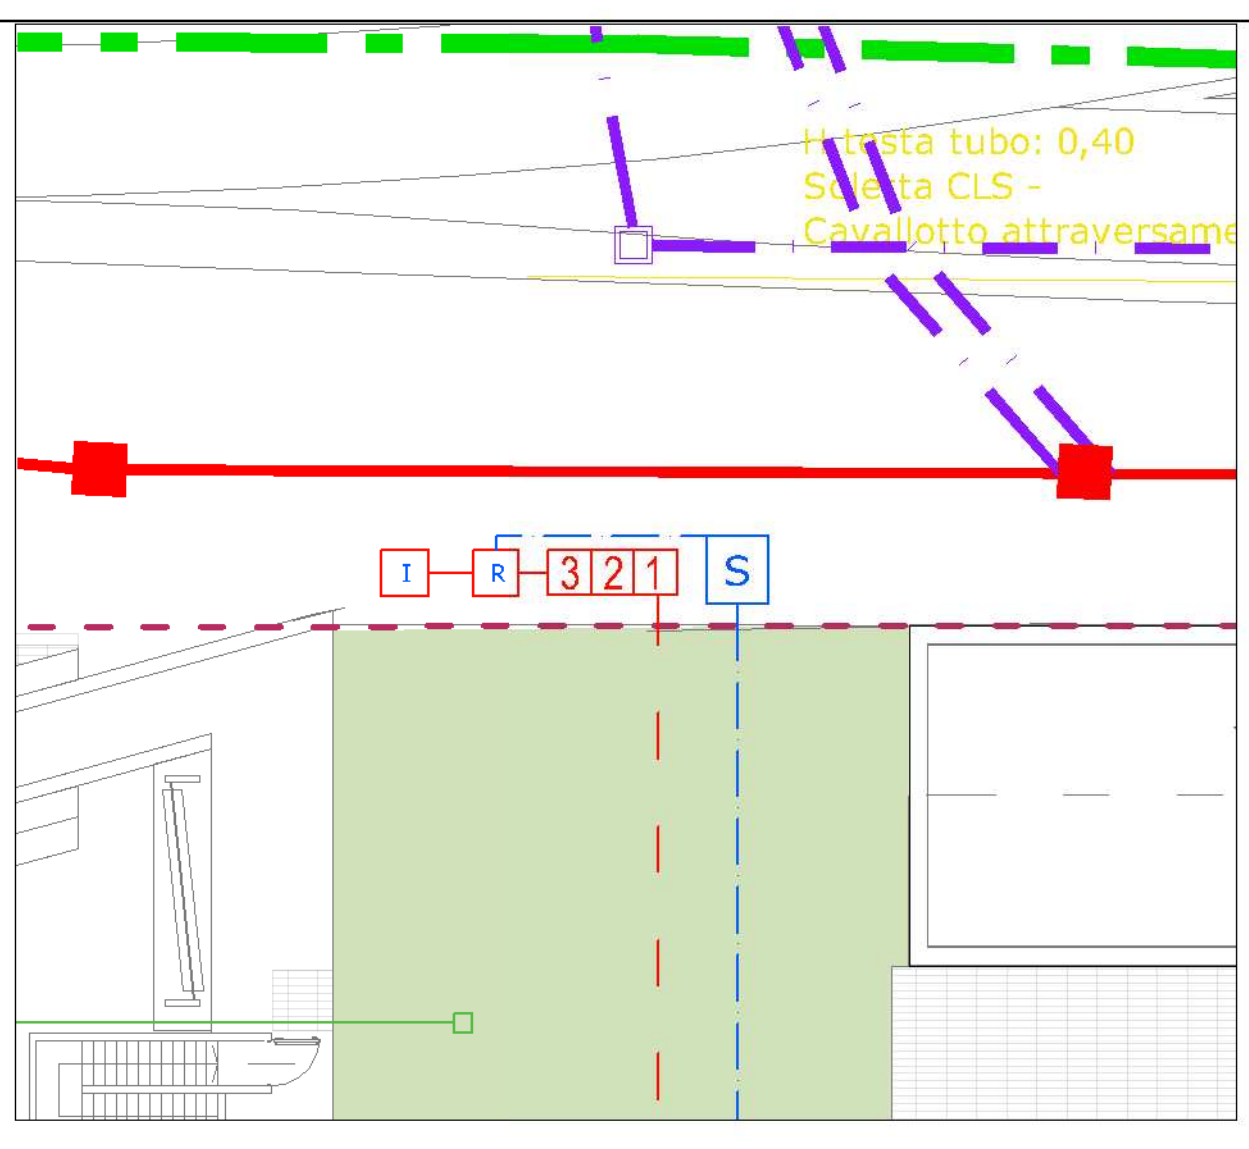 H testa tubo: 0,40
Soletta CLS -
Cavallotto attraversame
I
R
3 2 1
S